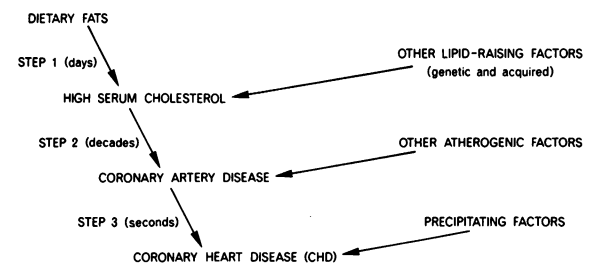 DIETARY FATS
STEP 1 (days)
OTHER LIPID-RAISING FACTORS
(genetic and acquired)
HIGH SERUM CHOLESTEROL
STEP 2 (decades)
OTHER ATHEROGENIC FACTORS
CORONARY ARTERY DISEASE
STEP 3 (seconds)
PRECIPITATING FACTORS
CORONARY HEART DISEASE (CHD)